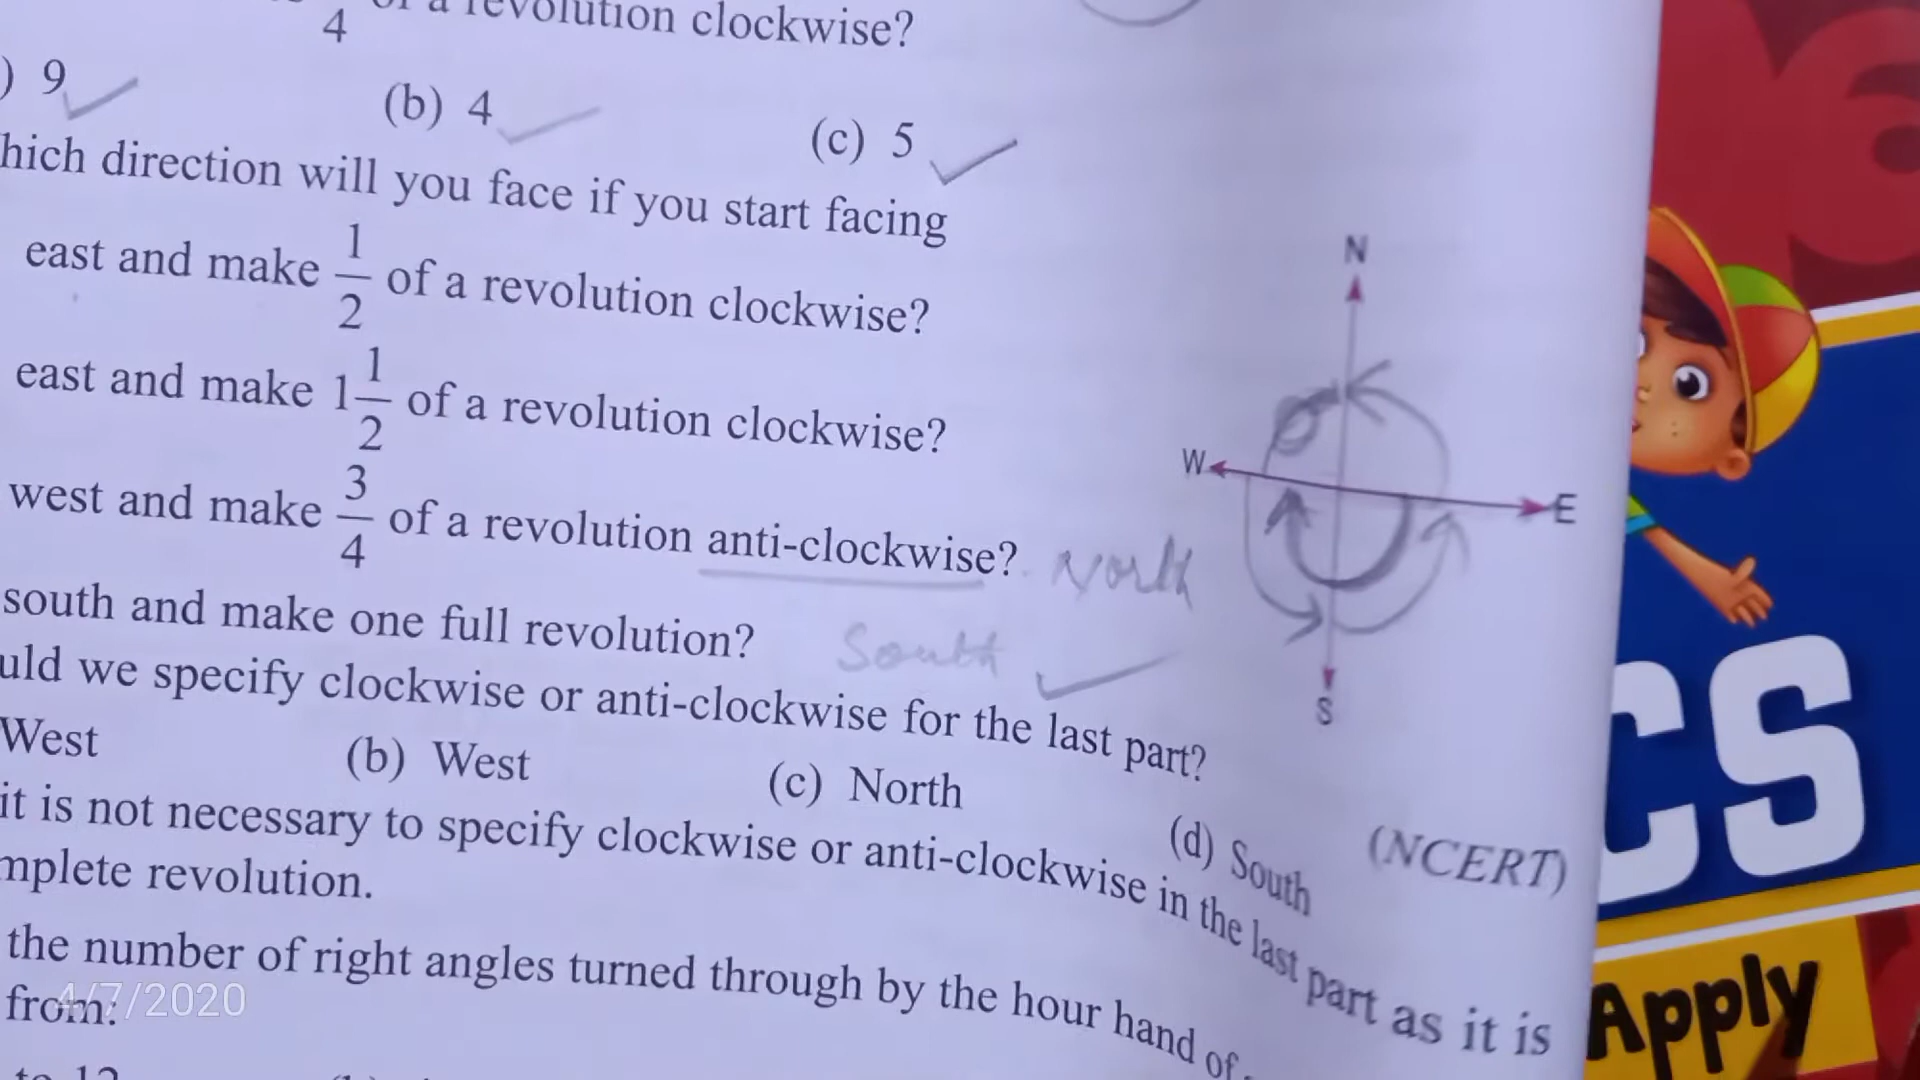 4 of a revolution clockwise?
) 9 (b) 4 (c) 5
hich direction will you face if you start facing
east and make 1/2 of a revolution clockwise?
east and make 1 1/2 of a revolution clockwise?
west and make 3/4 of a revolution anti-clockwise? North
south and make one full revolution? South
uld we specify clockwise or anti-clockwise for the last part?
West (b) West (c) North (d) South (NCERT)
it is not necessary to specify clockwise or anti-clockwise in the last part as it is
mplete revolution.
the number of right angles turned through by the hour hand of
from:
to 12
N
W
E
S
CS
Apply
4/7/2020